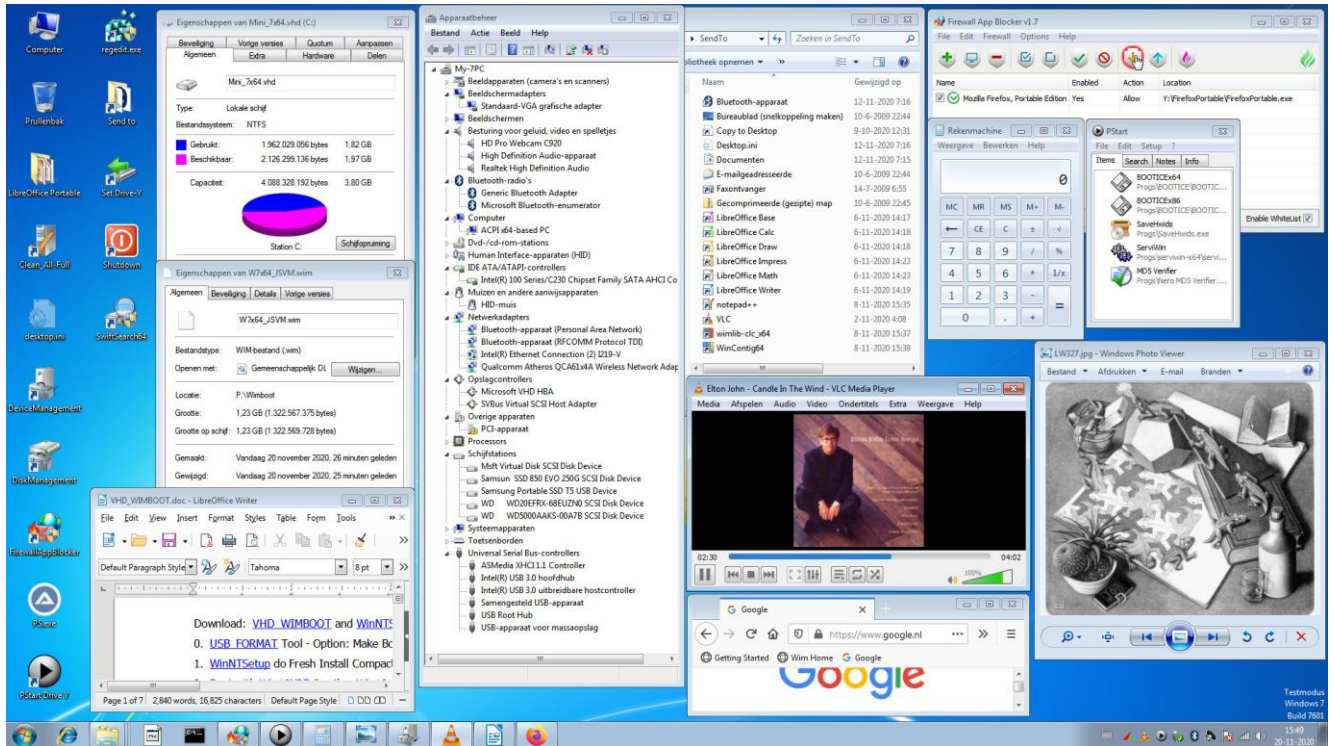 Computer
regedit.exe
Prullenbak
Send to
LibreOffice Portable
Set Drive-Y
Clean_All-Full
Shutdown
desktop.ini
SwiftSearch64
DeviceManagement
DiskManagement
FirewallAppBlocker
PS.exe
PStart Drive-Y
Eigenschappen van Mini_7x64.vhd (C:)
Beveiliging Vorige versies Quotum Aanpassen
Algemeen Extra Hardware Delen
Mini_7x64.vhd
Type: Lokale schijf
Bestandssysteem: NTFS
Gebruikt: 1.962.029.056 bytes 1,82 GB
Beschikbaar: 2.126.299.136 bytes 1,97 GB
Capaciteit: 4.088.328.192 bytes 3,80 GB
Station C:
Schijfopruiming
Eigenschappen van W7x64_JSVM.wim
Algemeen Beveiliging Details Vorige versies
W7x64_JSVM.wim
Bestandstype: WIM-bestand (.wim)
Openen met: Gemeenschappelijk DL Wijzigen...
Locatie: P:\Wimboot
Grootte: 1,23 GB (1.322.567.375 bytes)
Grootte op schijf: 1,23 GB (1.322.569.728 bytes)
Gemaakt: Vandaag 20 november 2020, 26 minuten geleden
Gewijzigd: Vandaag 20 november 2020, 25 minuten geleden
VHD_WIMBOOT.doc - LibreOffice Writer
File Edit View Insert Format Styles Table Form Tools »
Default Paragraph Style Tahoma 8 pt »
Download: VHD_WIMBOOT and WinNTS
0. USB_FORMAT Tool - Option: Make Bo
1. WinNTSetup do Fresh Install Compac
Page 1 of 7 2,840 words, 16,825 characters Default Page Style
Apparaatbeheer
Bestand Actie Beeld Help
My-7PC
Beeldapparaten (camera's en scanners)
Beeldschermadapters
Standaard-VGA grafische adapter
Beeldschermen
Besturing voor geluid, video en spelletjes
HD Pro Webcam C920
High Definition Audio-apparaat
Realtek High Definition Audio
Bluetooth-radio's
Generic Bluetooth Adapter
Microsoft Bluetooth-enumerator
Computer
ACPI x64-based PC
Dvd-/cd-rom-stations
Human Interface-apparaten (HID)
IDE ATA/ATAPI-controllers
Intel(R) 100 Series/C230 Chipset Family SATA AHCI Co
Muizen en andere aanwijsapparaten
HID-muis
Netwerkadapters
Bluetooth-apparaat (Personal Area Network)
Bluetooth-apparaat (RFCOMM Protocol TDI)
Intel(R) Ethernet Connection (2) I219-V
Qualcomm Atheros QCA61x4A Wireless Network Adap
Opslagcontrollers
Microsoft VHD HBA
SVBus Virtual SCSI Host Adapter
Overige apparaten
PCI-apparaat
Processors
Schijfstations
Msft Virtual Disk SCSI Disk Device
Samsun SSD 850 EVO 250G SCSI Disk Device
Samsung Portable SSD T5 USB Device
WD WD20EFRX-68EUZN0 SCSI Disk Device
WD WD5000AAKS-00A7B SCSI Disk Device
Systeemapparaten
Toetsenborden
Universal Serial Bus-controllers
ASMedia XHCI1.1 Controller
Intel(R) USB 3.0 hoofdhub
Intel(R) USB 3.0 uitbreidbare hostcontroller
Samengesteld USB-apparaat
USB Root Hub
USB-apparaat voor massaopslag
SendTo Zoeken in SendTo
bliotheek opnemen »
Naam Gewijzigd op
Bluetooth-apparaat 12-11-2020 7:16
Bureaublad (snelkoppeling maken) 10-6-2009 22:44
Copy to Desktop 9-10-2020 12:31
Desktop.ini 12-11-2020 7:16
Documenten 12-11-2020 7:15
E-mailgeadresseerde 10-6-2009 22:44
Faxontvanger 14-7-2009 6:55
Gecomprimeerde (gezipte) map 10-6-2009 22:45
LibreOffice Base 6-11-2020 14:17
LibreOffice Calc 6-11-2020 14:18
LibreOffice Draw 6-11-2020 14:18
LibreOffice Impress 6-11-2020 14:23
LibreOffice Math 6-11-2020 14:23
LibreOffice Writer 6-11-2020 14:19
notepad++ 8-11-2020 15:35
VLC 2-11-2020 4:08
wimlib-clc_x64 8-11-2020 15:37
WinContig64 8-11-2020 15:38
Elton John - Candle In The Wind - VLC Media Player
Media Afspelen Audio Video Ondertitels Extra Weergave Help
Elton John Love Songs
02:30 04:02
100%
Google
https://www.google.nl
Getting Started Wim Home Google
Google
Firewall App Blocker v1.7
File Edit Firewall Options Help
Name Enabled Action Location
Mozilla Firefox, Portable Edition Yes Allow Y:\FirefoxPortable\FirefoxPortable.exe
Enable WhiteList
Rekenmachine
Weergave Bewerken Help
0
MC MR MS M+ M-
← CE C ± √
7 8 9 / %
4 5 6 * 1/x
1 2 3 - =
0 , +
PStart
File Edit Setup ?
Items Search Notes Info
BOOTICEx64
Progs\BOOTICE\BOOTIC...
BOOTICEx86
Progs\BOOTICE\BOOTIC...
SaveHwids
Progs\SaveHwids.exe
ServiWin
Progs\serviwin-x64\servi...
MD5 Verifier
Progs\Nero MD5 Verifier....
LW327.jpg - Windows Photo Viewer
Bestand Afdrukken E-mail Branden
Testmodus
Windows 7
Build 7601
15:49
20-11-2020